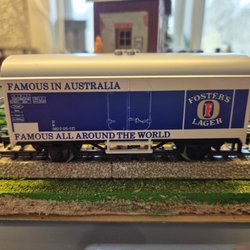 FAMOUS IN AUSTRALIA
FOSTER'S
LAGER
FAMOUS ALL AROUND THE WORLD